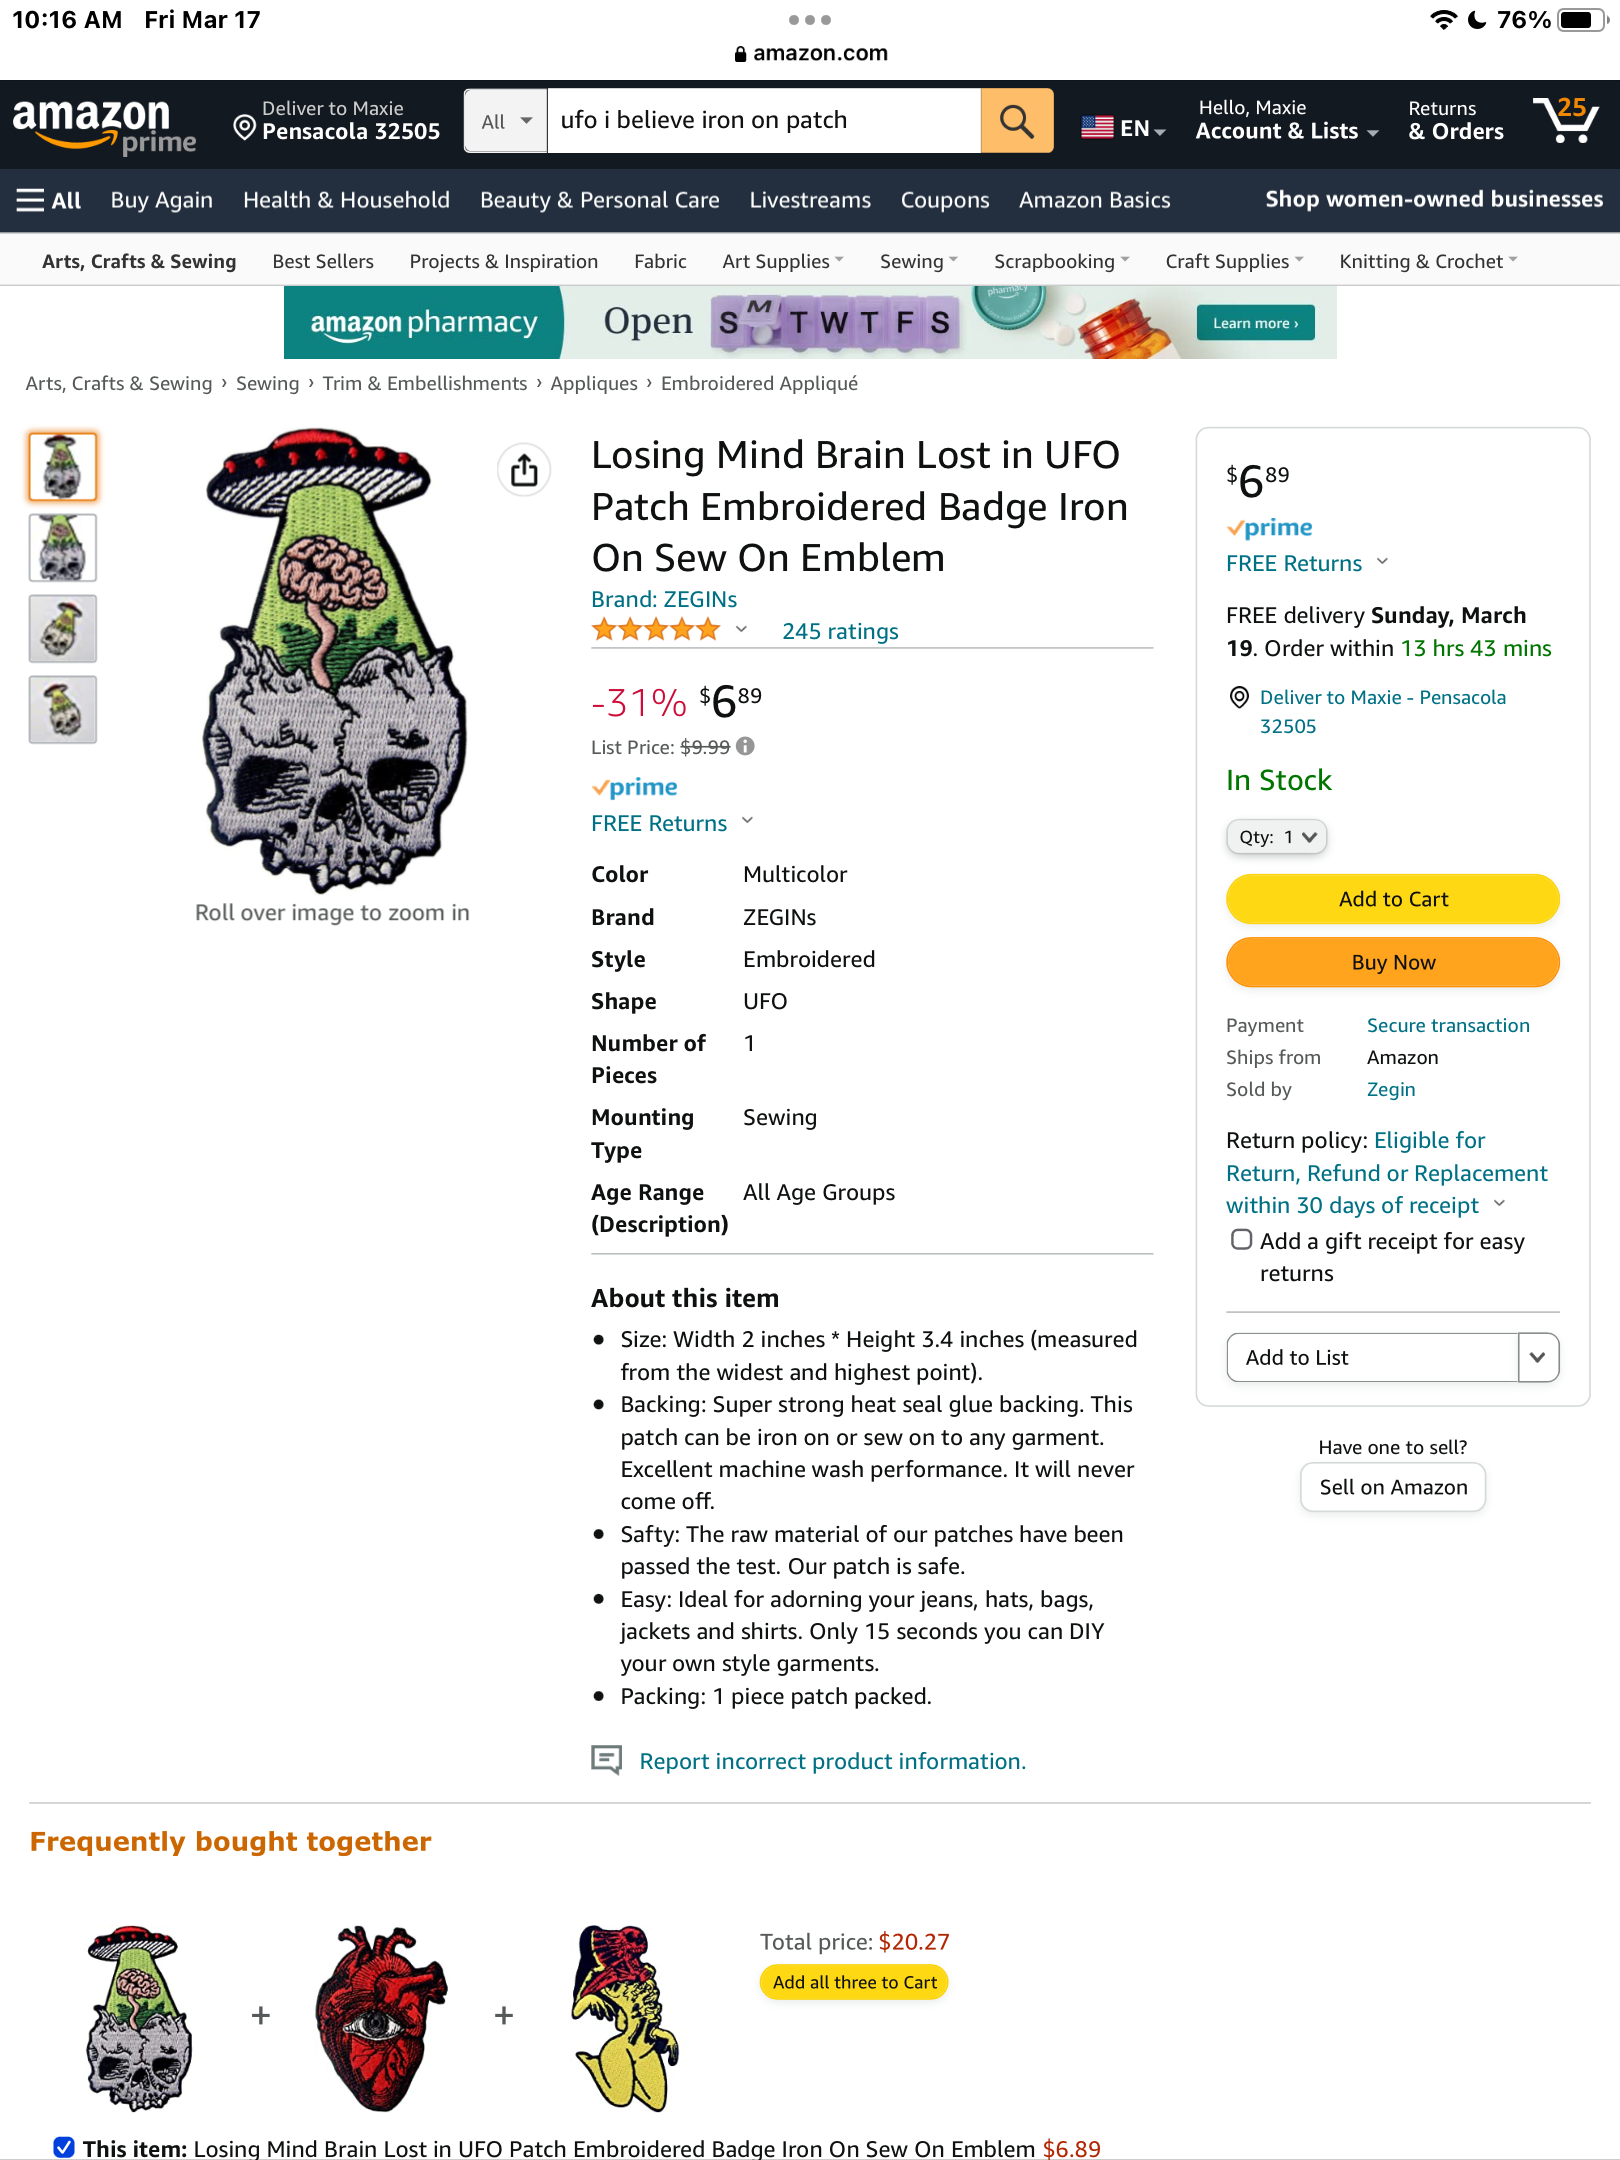 10:16 AM Fri Mar 17
76%
amazon.com
amazon
prime
Deliver to Maxie
Pensacola 32505
All
ufo i believe iron on patch
EN
Hello, Maxie
Account & Lists
Returns
& Orders
25
All
Buy Again
Health & Household
Beauty & Personal Care
Livestreams
Coupons
Amazon Basics
Shop women-owned businesses
Arts, Crafts & Sewing
Best Sellers
Projects & Inspiration
Fabric
Art Supplies
Sewing
Scrapbooking
Craft Supplies
Knitting & Crochet
amazon pharmacy
Open
S M T W T F S
pharmacy
Learn more ›
Arts, Crafts & Sewing › Sewing › Trim & Embellishments › Appliques › Embroidered Appliqué
Roll over image to zoom in
Losing Mind Brain Lost in UFO
Patch Embroidered Badge Iron
On Sew On Emblem
Brand: ZEGINs
245 ratings
-31% $6 89
List Price: $9.99
prime
FREE Returns
Color Multicolor
Brand ZEGINs
Style Embroidered
Shape UFO
Number of 1
Pieces
Mounting Sewing
Type
Age Range All Age Groups
(Description)
About this item
● Size: Width 2 inches * Height 3.4 inches (measured
from the widest and highest point).
● Backing: Super strong heat seal glue backing. This
patch can be iron on or sew on to any garment.
Excellent machine wash performance. It will never
come off.
● Safty: The raw material of our patches have been
passed the test. Our patch is safe.
● Easy: Ideal for adorning your jeans, hats, bags,
jackets and shirts. Only 15 seconds you can DIY
your own style garments.
● Packing: 1 piece patch packed.
Report incorrect product information.
$6 89
prime
FREE Returns
FREE delivery Sunday, March
19. Order within 13 hrs 43 mins
Deliver to Maxie - Pensacola
32505
In Stock
Qty: 1
Add to Cart
Buy Now
Payment Secure transaction
Ships from Amazon
Sold by Zegin
Return policy: Eligible for
Return, Refund or Replacement
within 30 days of receipt
Add a gift receipt for easy
returns
Add to List
Have one to sell?
Sell on Amazon
Frequently bought together
+
+
Total price: $20.27
Add all three to Cart
This item: Losing Mind Brain Lost in UFO Patch Embroidered Badge Iron On Sew On Emblem $6.89